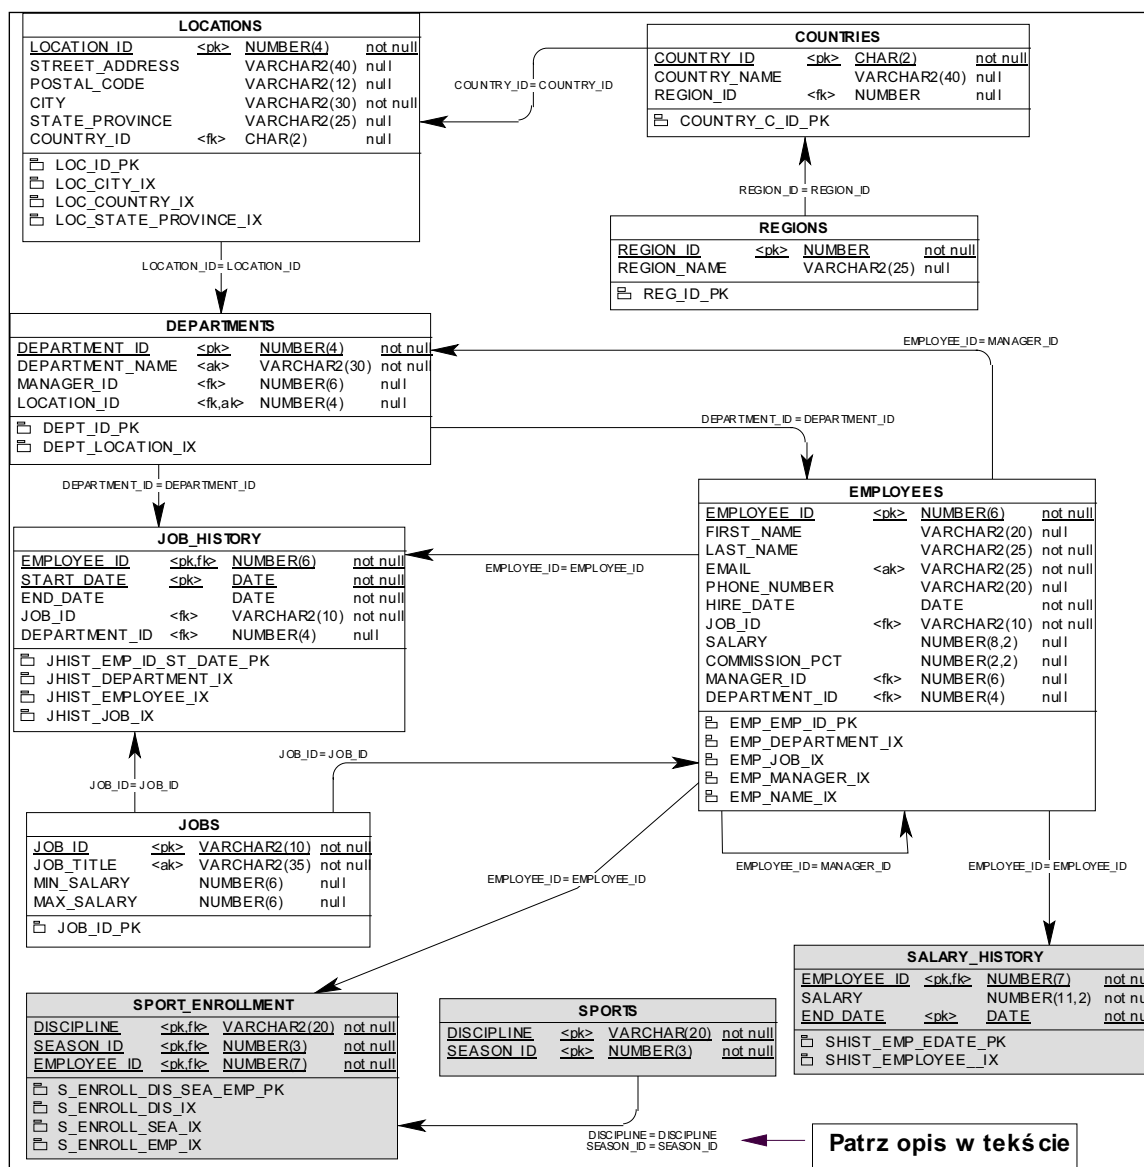 LOCATIONS
LOCATION_ID <pk> NUMBER(4) not null
STREET_ADDRESS VARCHAR2(40) null
POSTAL_CODE VARCHAR2(12) null
CITY VARCHAR2(30) not null
STATE_PROVINCE VARCHAR2(25) null
COUNTRY_ID <fk> CHAR(2) null
LOC_ID_PK
LOC_CITY_IX
LOC_COUNTRY_IX
LOC_STATE_PROVINCE_IX
COUNTRY_ID = COUNTRY_ID
COUNTRIES
COUNTRY_ID <pk> CHAR(2) not null
COUNTRY_NAME VARCHAR2(40) null
REGION_ID <fk> NUMBER null
COUNTRY_C_ID_PK
REGION_ID = REGION_ID
REGIONS
REGION_ID <pk> NUMBER not null
REGION_NAME VARCHAR2(25) null
REG_ID_PK
LOCATION_ID = LOCATION_ID
DEPARTMENTS
DEPARTMENT_ID <pk> NUMBER(4) not null
DEPARTMENT_NAME <ak> VARCHAR2(30) not null
MANAGER_ID <fk> NUMBER(6) null
LOCATION_ID <fk,ak> NUMBER(4) null
DEPT_ID_PK
DEPT_LOCATION_IX
EMPLOYEE_ID = MANAGER_ID
DEPARTMENT_ID = DEPARTMENT_ID
DEPARTMENT_ID = DEPARTMENT_ID
JOB_HISTORY
EMPLOYEE_ID <pk,fk> NUMBER(6) not null
START_DATE <pk> DATE not null
END_DATE DATE not null
JOB_ID <fk> VARCHAR2(10) not null
DEPARTMENT_ID <fk> NUMBER(4) null
JHIST_EMP_ID_ST_DATE_PK
JHIST_DEPARTMENT_IX
JHIST_EMPLOYEE_IX
JHIST_JOB_IX
EMPLOYEE_ID = EMPLOYEE_ID
EMPLOYEES
EMPLOYEE_ID <pk> NUMBER(6) not null
FIRST_NAME VARCHAR2(20) null
LAST_NAME VARCHAR2(25) not null
EMAIL <ak> VARCHAR2(25) not null
PHONE_NUMBER VARCHAR2(20) null
HIRE_DATE DATE not null
JOB_ID <fk> VARCHAR2(10) not null
SALARY NUMBER(8,2) null
COMMISSION_PCT NUMBER(2,2) null
MANAGER_ID <fk> NUMBER(6) null
DEPARTMENT_ID <fk> NUMBER(4) null
EMP_EMP_ID_PK
EMP_DEPARTMENT_IX
EMP_JOB_IX
EMP_MANAGER_IX
EMP_NAME_IX
JOB_ID = JOB_ID
JOB_ID = JOB_ID
JOBS
JOB_ID <pk> VARCHAR2(10) not null
JOB_TITLE <ak> VARCHAR2(35) not null
MIN_SALARY NUMBER(6) null
MAX_SALARY NUMBER(6) null
JOB_ID_PK
EMPLOYEE_ID = EMPLOYEE_ID
EMPLOYEE_ID = MANAGER_ID
EMPLOYEE_ID = EMPLOYEE_ID
SALARY_HISTORY
EMPLOYEE_ID <pk,fk> NUMBER(7) not nu
SALARY NUMBER(11,2) not nu
END_DATE <pk> DATE not nu
SHIST_EMP_EDATE_PK
SHIST_EMPLOYEE__IX
SPORT_ENROLLMENT
DISCIPLINE <pk,fk> VARCHAR2(20) not null
SEASON_ID <pk,fk> NUMBER(3) not null
EMPLOYEE_ID <pk,fk> NUMBER(7) not null
S_ENROLL_DIS_SEA_EMP_PK
S_ENROLL_DIS_IX
S_ENROLL_SEA_IX
S_ENROLL_EMP_IX
SPORTS
DISCIPLINE <pk> VARCHAR(20) not null
SEASON_ID <pk> NUMBER(3) not null
DISCIPLINE = DISCIPLINE
SEASON_ID = SEASON_ID
Patrz opis w tekście